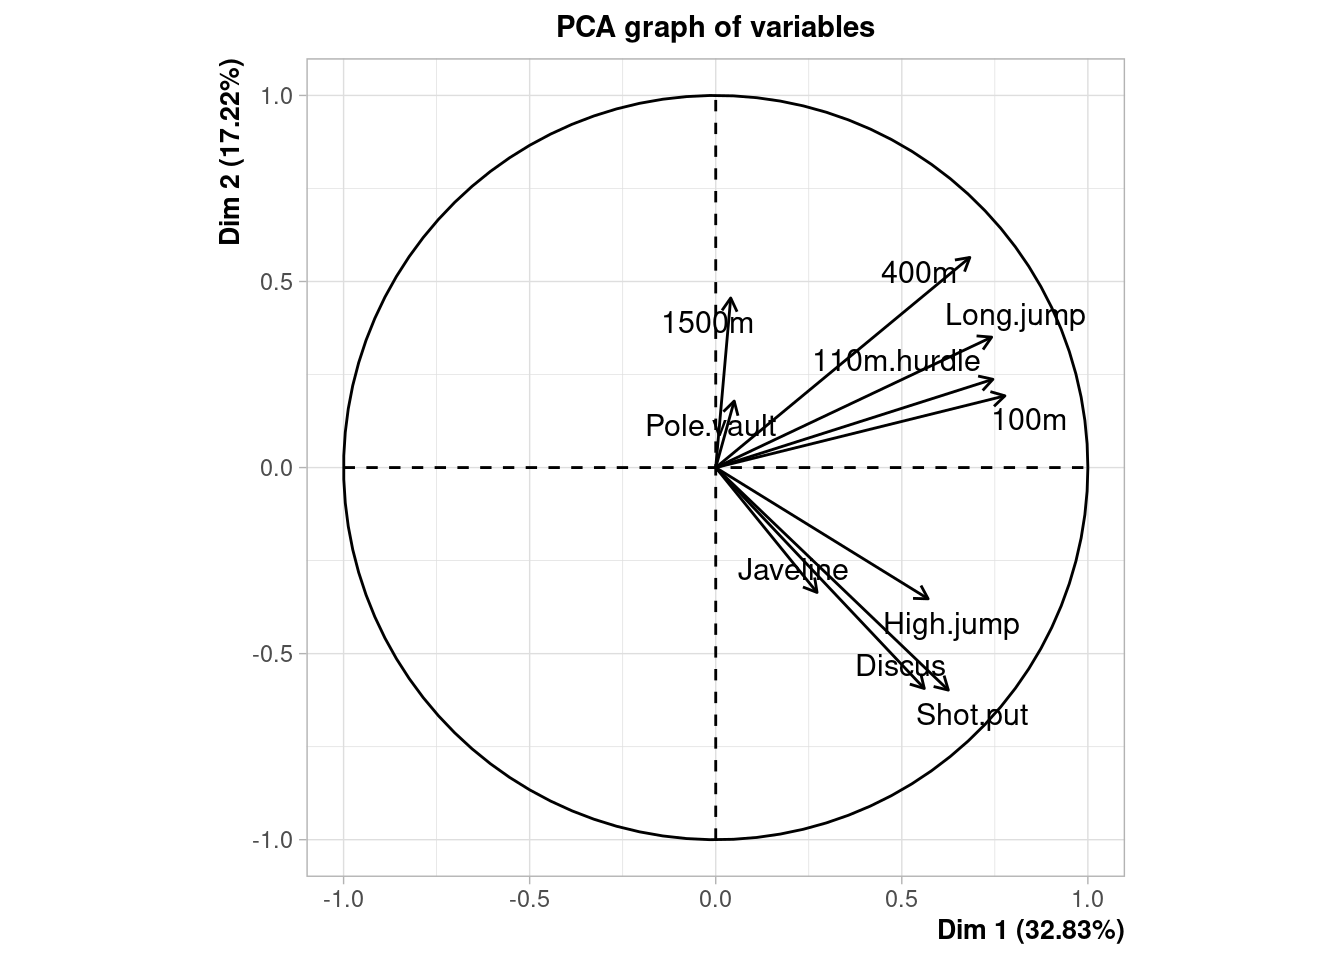 PCA graph of variables
Dim 2 (17.22%)
1.0
0.5
0.0
-0.5
-1.0
400m
Long.jump
1500m
110m.hurdle
100m
Pole.vault
Javeline
High.jump
Discus
Shot.put
-1.0
-0.5
0.0
0.5
1.0
Dim 1 (32.83%)